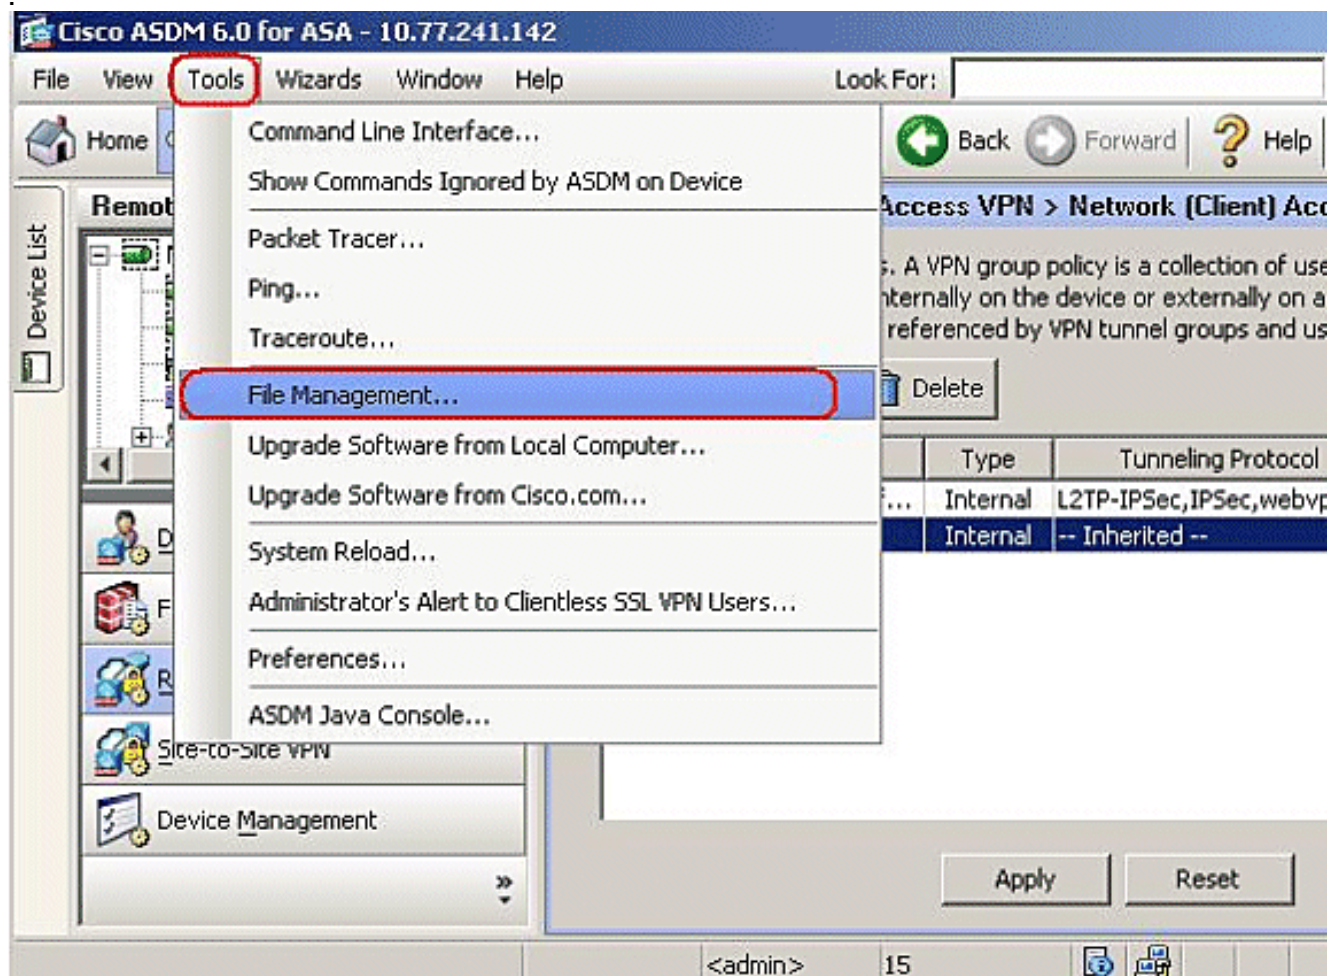 Cisco ASDM 6.0 for ASA - 10.77.241.142
File View Tools Wizards Window Help Look For:
Home Back Forward Help
Command Line Interface...
Show Commands Ignored by ASDM on Device
Packet Tracer...
Ping...
Traceroute...
File Management...
Upgrade Software from Local Computer...
Upgrade Software from Cisco.com...
System Reload...
Administrator's Alert to Clientless SSL VPN Users...
Preferences...
ASDM Java Console...
Device List
Remot
Access VPN > Network (Client) Acc
s. A VPN group policy is a collection of use
nternally on the device or externally on a
referenced by VPN tunnel groups and us
Delete
Type Tunneling Protocol
f... Internal L2TP-IPSec,IPSec,webvp
Internal -- Inherited --
D
F
R
Site-to-Site VPN
Device Management
Apply Reset
<admin> 15